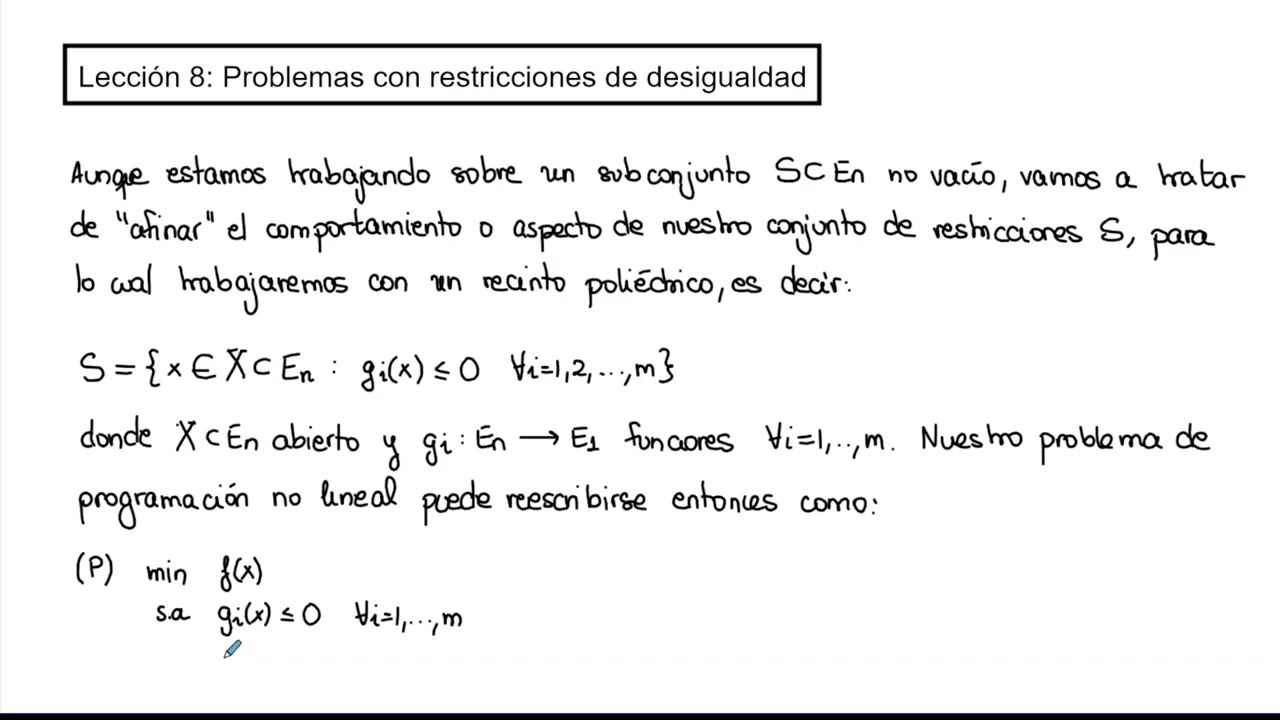 Lección 8: Problemas con restricciones de desigualdad
Aunque estamos trabajando sobre un subconjunto S⊂En no vacío, vamos a tratar
de "afinar" el comportamiento o aspecto de nuestro conjunto de restricciones S, para
lo cual trabajaremos con un recinto poliédrico, es decir:
S = {x ∈ X ⊂ En : gi(x) ≤ 0 ∀i=1,2,...,m}
donde X ⊂ En abierto y gi : En → E1 funciones ∀i=1,..,m. Nuestro problema de
programación no lineal puede reescribirse entonces como:
(P) min f(x)
s.a gi(x) ≤ 0 ∀i=1,...,m